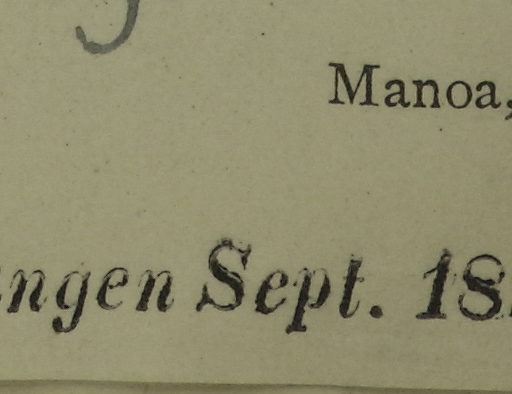 Manoa,
ngen Sept. 18